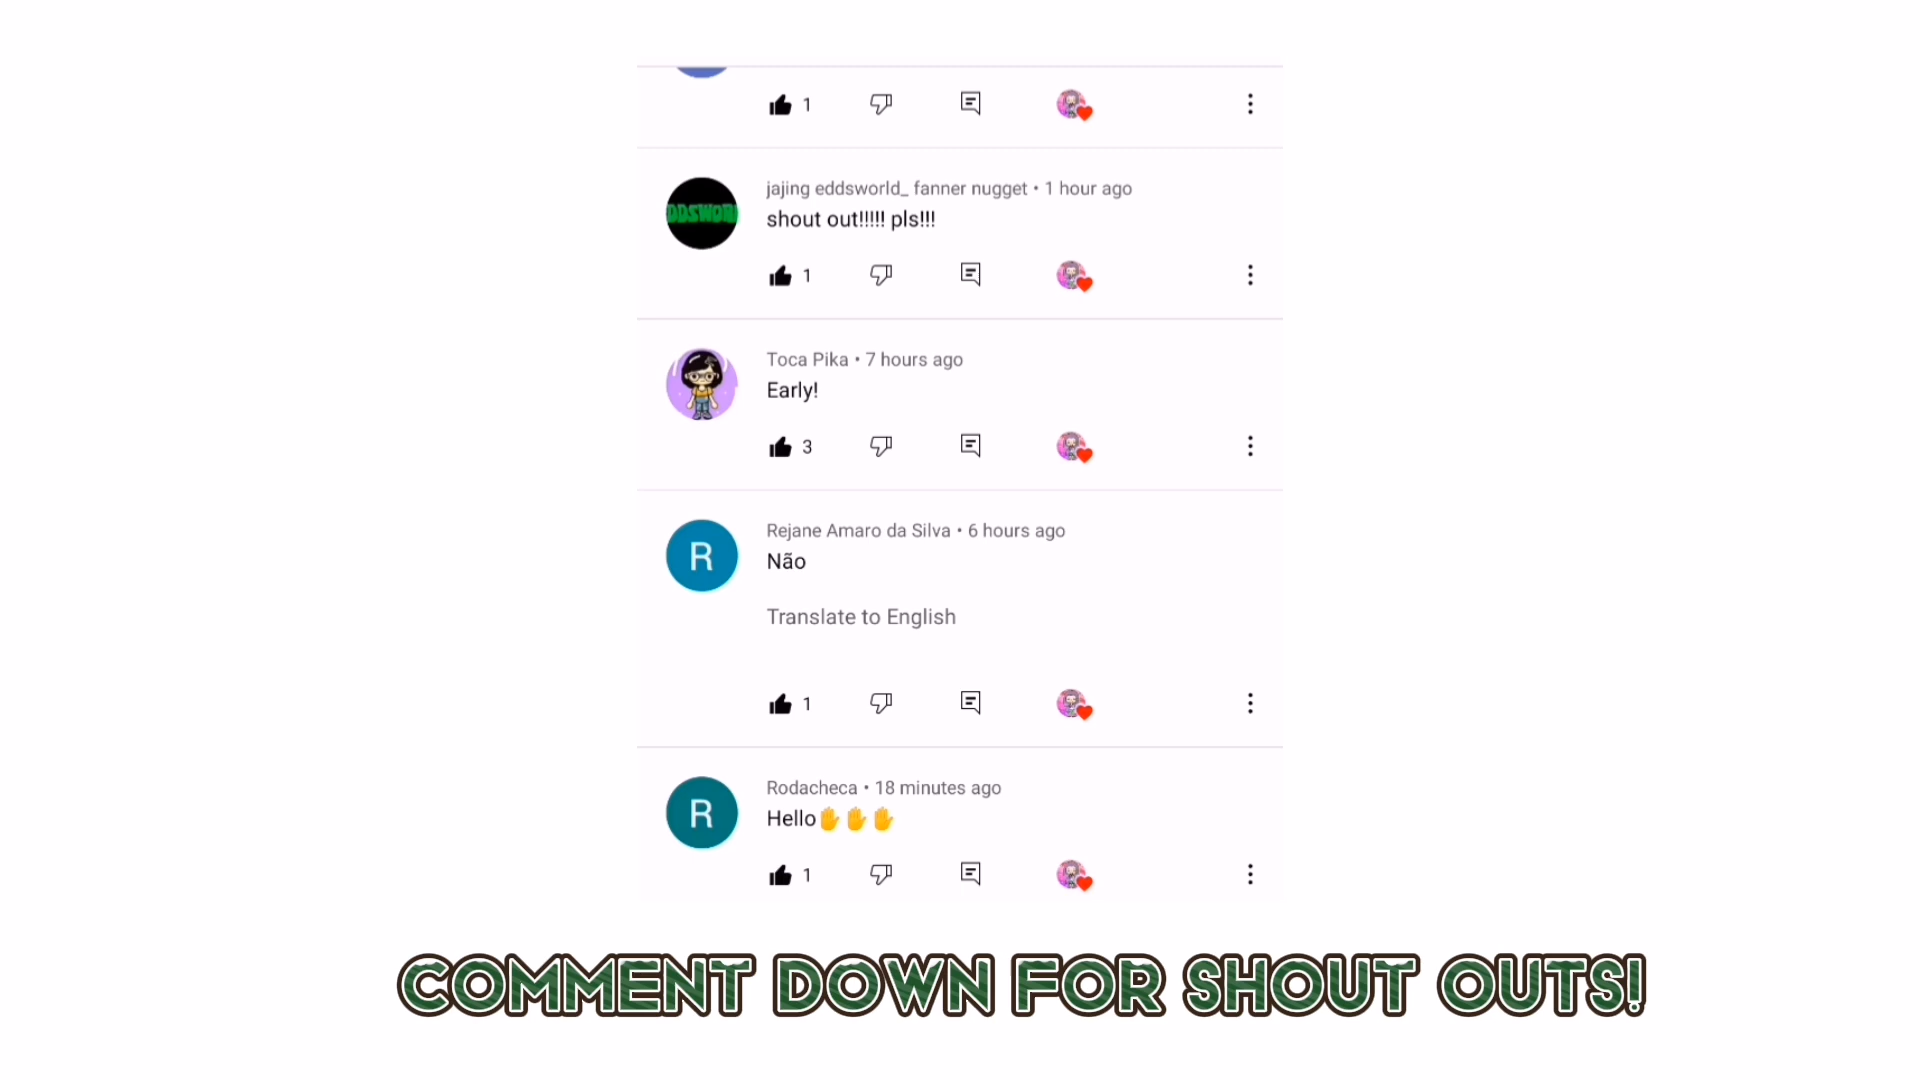 1
jajing eddsworld_ fanner nugget • 1 hour ago
DDSWOR
shout out!!!!! pls!!!
1
Toca Pika • 7 hours ago
Early!
3
Rejane Amaro da Silva • 6 hours ago
R
Não
Translate to English
1
Rodacheca • 18 minutes ago
R
Hello✋✋✋
1
COMMENT DOWN FOR SHOUT OUTS!